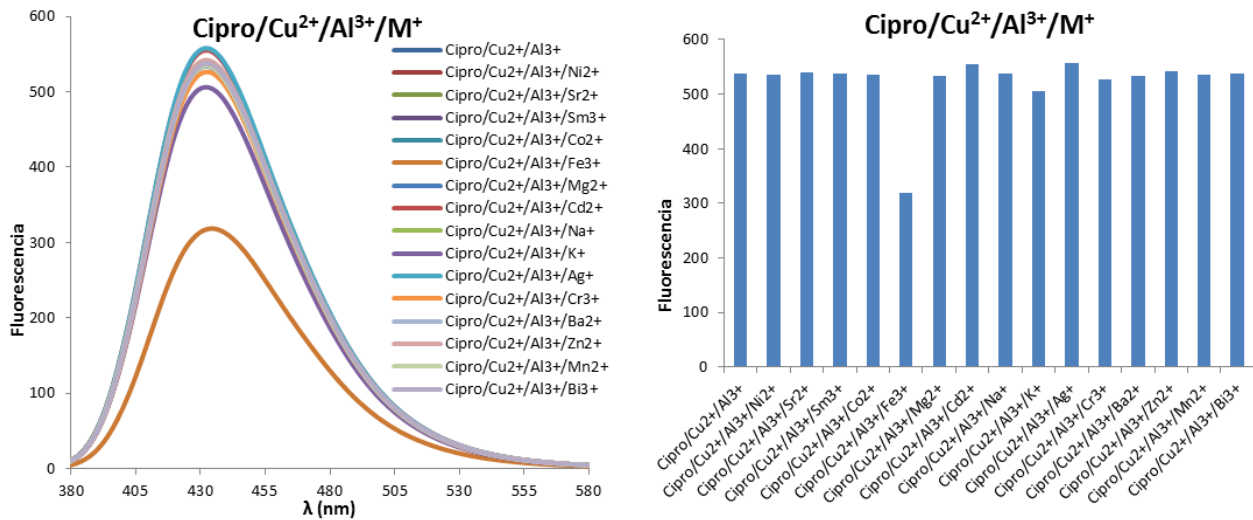 Cipro/Cu²⁺/Al³⁺/M⁺
600
500
400
300
200
100
0
Fluorescencia
380 405 430 455 480 505 530 555 580
λ (nm)
Cipro/Cu2+/Al3+
Cipro/Cu2+/Al3+/Ni2+
Cipro/Cu2+/Al3+/Sr2+
Cipro/Cu2+/Al3+/Sm3+
Cipro/Cu2+/Al3+/Co2+
Cipro/Cu2+/Al3+/Fe3+
Cipro/Cu2+/Al3+/Mg2+
Cipro/Cu2+/Al3+/Cd2+
Cipro/Cu2+/Al3+/Na+
Cipro/Cu2+/Al3+/K+
Cipro/Cu2+/Al3+/Ag+
Cipro/Cu2+/Al3+/Cr3+
Cipro/Cu2+/Al3+/Ba2+
Cipro/Cu2+/Al3+/Zn2+
Cipro/Cu2+/Al3+/Mn2+
Cipro/Cu2+/Al3+/Bi3+
Cipro/Cu²⁺/Al³⁺/M⁺
600
500
400
300
200
100
0
Fluorescencia
Cipro/Cu2+/Al3+
Cipro/Cu2+/Al3+/Ni2+
Cipro/Cu2+/Al3+/Sr2+
Cipro/Cu2+/Al3+/Sm3+
Cipro/Cu2+/Al3+/Co2+
Cipro/Cu2+/Al3+/Fe3+
Cipro/Cu2+/Al3+/Mg2+
Cipro/Cu2+/Al3+/Cd2+
Cipro/Cu2+/Al3+/Na+
Cipro/Cu2+/Al3+/K+
Cipro/Cu2+/Al3+/Ag+
Cipro/Cu2+/Al3+/Cr3+
Cipro/Cu2+/Al3+/Ba2+
Cipro/Cu2+/Al3+/Zn2+
Cipro/Cu2+/Al3+/Mn2+
Cipro/Cu2+/Al3+/Bi3+